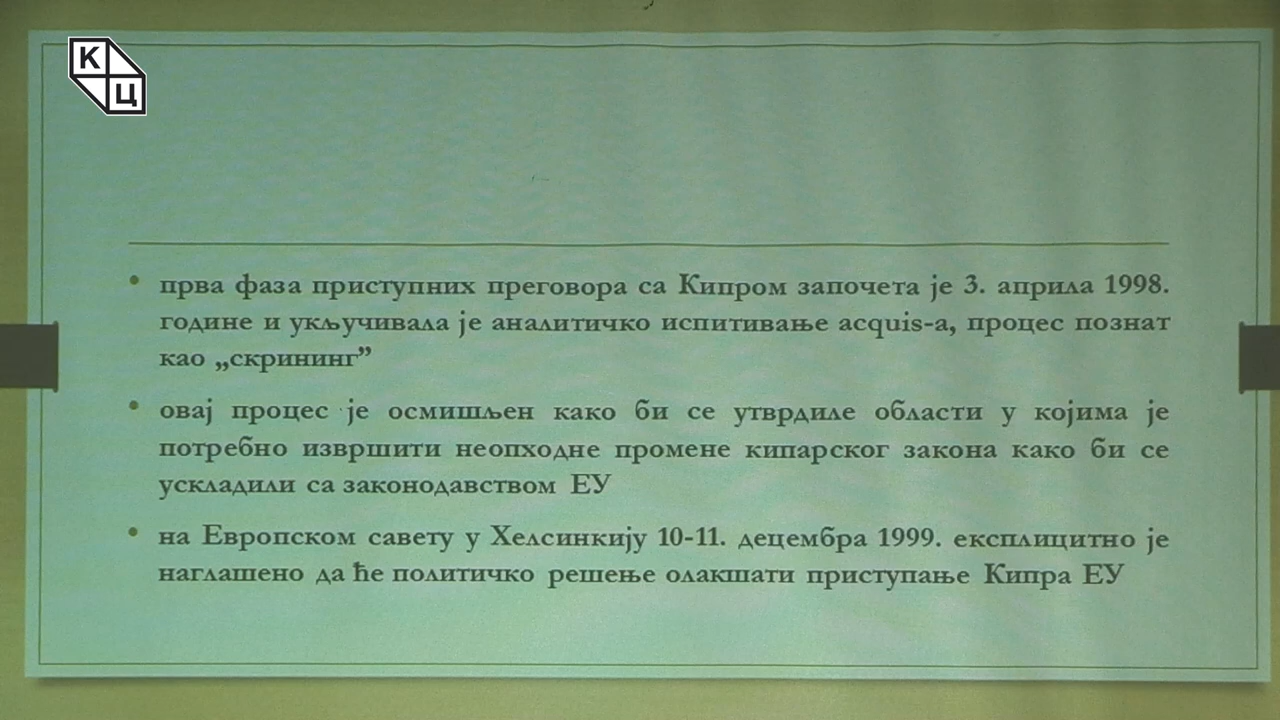 К
Ц
• прва фаза приступних преговора са Кипром започета је 3. априла 1998.
године и укључивала је аналитичко испитивање acquis-a, процес познат
као „скрининг”
• овај процес је осмишљен како би се утврдиле области у којима је
потребно извршити неопходне промене кипарског закона како би се
ускладили са законодавством ЕУ
• на Европском савету у Хелсинкију 10-11. децембра 1999. експлицитно је
наглашено да ће политичко решење олакшати приступање Кипра ЕУ